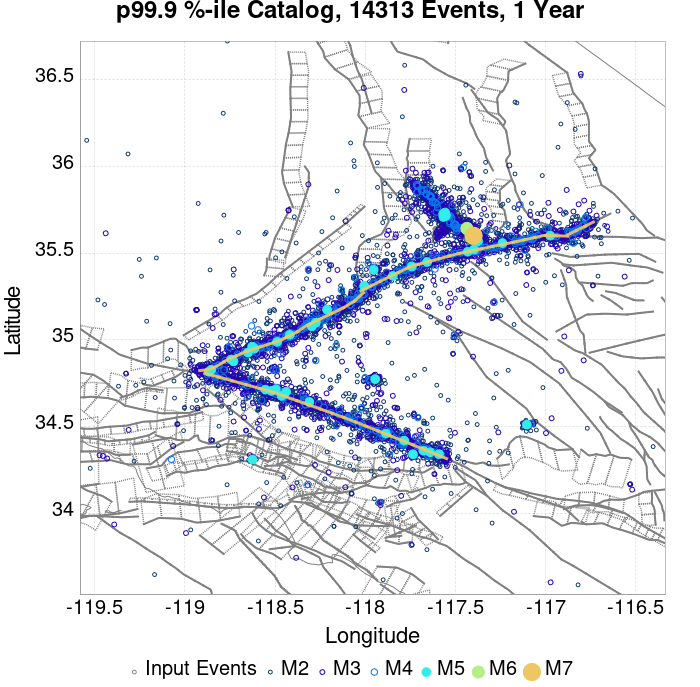 p99.9 %-ile Catalog, 14313 Events, 1 Year
36.5
36
35.5
35
34.5
34
Latitude
-119.5 -119 -118.5 -118 -117.5 -117 -116.5
Longitude
Input Events M2 M3 M4 M5 M6 M7